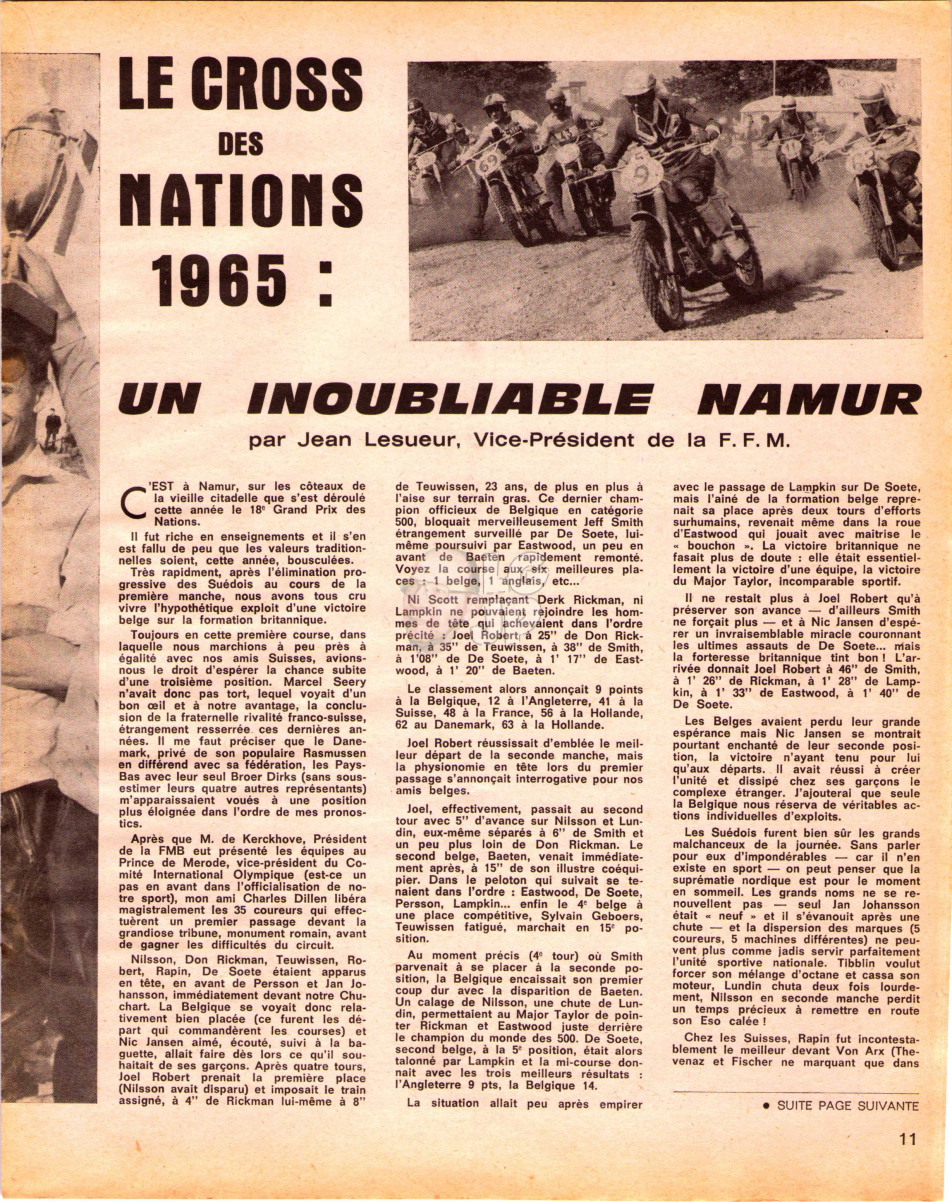 LE CROSS
DES
NATIONS
1965 :
9
UN INOUBLIABLE NAMUR
par Jean Lesueur, Vice-Président de la F. F. M.
C'EST à Namur, sur les côteaux de
la vieille citadelle que s'est déroulé
cette année le 18e Grand Prix des
Nations.
Il fut riche en enseignements et il s'en
est fallu de peu que les valeurs tradition-
nelles soient, cette année, bousculées.
Très rapidement, après l'élimination pro-
gressive des Suédois au cours de la
première manche, nous avons tous cru
vivre l'hypothétique exploit d'une victoire
belge sur la formation britannique.
Toujours en cette première course, dans
laquelle nous marchions à peu près à
égalité avec nos amis Suisses, avions-
nous le droit d'espérer la chance subite
d'une troisième position. Marcel Seery
n'avait donc pas tort, lequel voyait d'un
bon œil et à notre avantage, la conclu-
sion de la fraternelle rivalité franco-suisse,
étrangement resserrée ces dernières an-
nées. Il me faut préciser que le Dane-
mark, privé de son populaire Rasmussen
en différend avec sa fédération, les Pays-
Bas avec leur seul Broer Dirks (sans sous-
estimer leurs quatre autres représentants)
m'apparaissaient voués à une position
plus éloignée dans l'ordre de mes pronos-
tics.
Après que M. de Kerckhove, Président
de la FMB eut présenté les équipes au
Prince de Merode, vice-président du Co-
mité International Olympique (est-ce un
pas en avant dans l'officialisation de no-
tre sport), mon ami Charles Dillen libéra
magistralement les 35 coureurs qui effec-
tuèrent un premier passage devant la
grandiose tribune, monument romain, avant
de gagner les difficultés du circuit.
Nilsson, Don Rickman, Teuwissen, Ro-
bert, Rapin, De Soete étaient apparus
en tête, en avant de Persson et Jan Jo-
hansson, immédiatement devant notre Chu-
chart. La Belgique se voyait donc rela-
tivement bien placée (ce furent les dé-
part qui commandèrent les courses) et
Nic Jansen aimé, écouté, suivi à la ba-
guette, allait faire dès lors ce qu'il sou-
haitait de ses garçons. Après quatre tours,
Joel Robert prenait la première place
(Nilsson avait disparu) et imposait le train
assigné, à 4" de Rickman lui-même à 8"
de Teuwissen, 23 ans, de plus en plus à
l'aise sur terrain gras. Ce dernier cham-
pion officieux de Belgique en catégorie
500, bloquait merveilleusement Jeff Smith
étrangement surveillé par De Soete, lui-
même poursuivi par Eastwood, un peu en
avant de Baeten rapidement remonté.
Voyez la course aux six meilleures pla-
ces : 1 belge, 1 anglais, etc...
Ni Scott remplaçant Derk Rickman, ni
Lampkin ne pouvaient rejoindre les hom-
mes de tête qui achevaient dans l'ordre
précité : Joel Robert à 25" de Don Rick-
man, à 35" de Teuwissen, à 38" de Smith,
à 1'08" de De Soete, à 1' 17" de East-
wood, à 1' 20" de Baeten.
Le classement alors annonçait 9 points
à la Belgique, 12 à l'Angleterre, 41 à la
Suisse, 48 à la France, 56 à la Hollande,
62 au Danemark, 63 à la Hollande.
Joel Robert réussissait d'emblée le meil-
leur départ de la seconde manche, mais
la physionomie en tête lors du premier
passage s'annonçait interrogative pour nos
amis belges.
Joel, effectivement, passait au second
tour avec 5" d'avance sur Nilsson et Lun-
din, eux-même séparés à 6" de Smith et
un peu plus loin de Don Rickman. Le
second belge, Baeten, venait immédiate-
ment après, à 15" de son illustre coéqui-
pier. Dans le peloton qui suivait se te-
naient dans l'ordre : Eastwood, De Soete,
Persson, Lampkin... enfin le 4e belge à
une place compétitive, Sylvain Geboers,
Teuwissen fatigué, marchait en 15e po-
sition.
Au moment précis (4e tour) où Smith
parvenait à se placer à la seconde po-
sition, la Belgique encaissait son premier
coup dur avec la disparition de Baeten.
Un calage de Nilsson, une chute de Lun-
din, permettaient au Major Taylor de poin-
ter Rickman et Eastwood juste derrière
le champion du monde des 500. De Soete,
second belge, à la 5e position, était alors
talonné par Lampkin et la mi-course don-
nait avec les trois meilleurs résultats :
l'Angleterre 9 pts, la Belgique 14.
La situation allait peu après empirer
avec le passage de Lampkin sur De Soete,
mais l'ainé de la formation belge repre-
nait sa place après deux tours d'efforts
surhumains, revenait même dans la roue
d'Eastwood qui jouait avec maitrise le
« bouchon ». La victoire britannique ne
fasait plus de doute : elle était essentiel-
lement la victoire d'une équipe, la victoire
du Major Taylor, incomparable sportif.
Il ne restait plus à Joel Robert qu'à
préserver son avance — d'ailleurs Smith
ne forçait plus — et à Nic Jansen d'espé-
rer un invraisemblable miracle couronnant
les ultimes assauts de De Soete... mais
la forteresse britannique tint bon ! L'ar-
rivée donnait Joel Robert à 46" de Smith,
à 1' 26" de Rickman, à 1' 28" de Lamp-
kin, à 1' 33" de Eastwood, à 1' 40" de
De Soete.
Les Belges avaient perdu leur grande
espérance mais Nic Jansen se montrait
pourtant enchanté de leur seconde posi-
tion, la victoire n'ayant tenu pour lui
qu'aux départs. Il avait réussi à créer
l'unité et dissipé chez ses garçons le
complexe étranger. J'ajouterai que seule
la Belgique nous réserva de véritables ac-
tions individuelles d'exploits.
Les Suédois furent bien sûr les grands
malchanceux de la journée. Sans parler
pour eux d'impondérables — car il n'en
existe en sport — on peut penser que la
suprématie nordique est pour le moment
en sommeil. Les grands noms ne se re-
nouvellent pas — seul Jan Johansson
était « neuf » et il s'évanouit après une
chute — et la dispersion des marques (5
coureurs, 5 machines différentes) ne peu-
vent plus comme jadis servir parfaitement
l'unité sportive nationale. Tibblin voulut
forcer son mélange d'octane et cassa son
moteur, Lundin chuta deux fois lourde-
ment, Nilsson en seconde manche perdit
un temps précieux à remettre en route
son Eso calée !
Chez les Suisses, Rapin fut incontesta-
blement le meilleur devant Von Arx (The-
venaz et Fischer ne marquant que dans
● SUITE PAGE SUIVANTE
11